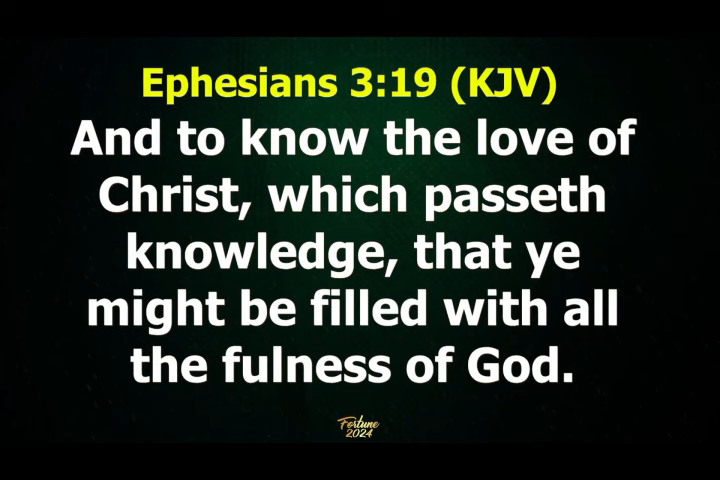 Ephesians 3:19 (KJV)
And to know the love of
Christ, which passeth
knowledge, that ye
might be filled with all
the fulness of God.
Fortune
2024